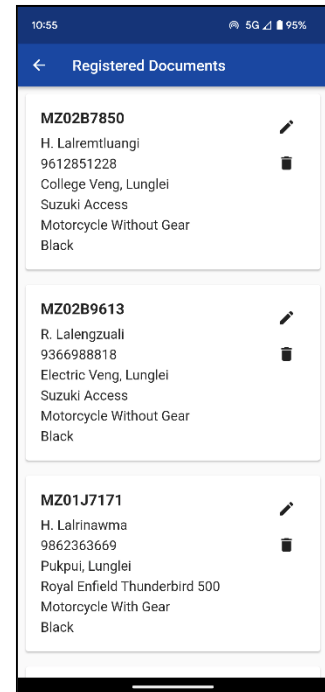 10:55 5G 95%
Registered Documents
MZ02B7850
H. Lalremtluangi
9612851228
College Veng, Lunglei
Suzuki Access
Motorcycle Without Gear
Black
MZ02B9613
R. Lalengzuali
9366988818
Electric Veng, Lunglei
Suzuki Access
Motorcycle Without Gear
Black
MZ01J7171
H. Lalrinawma
9862363669
Pukpui, Lunglei
Royal Enfield Thunderbird 500
Motorcycle With Gear
Black